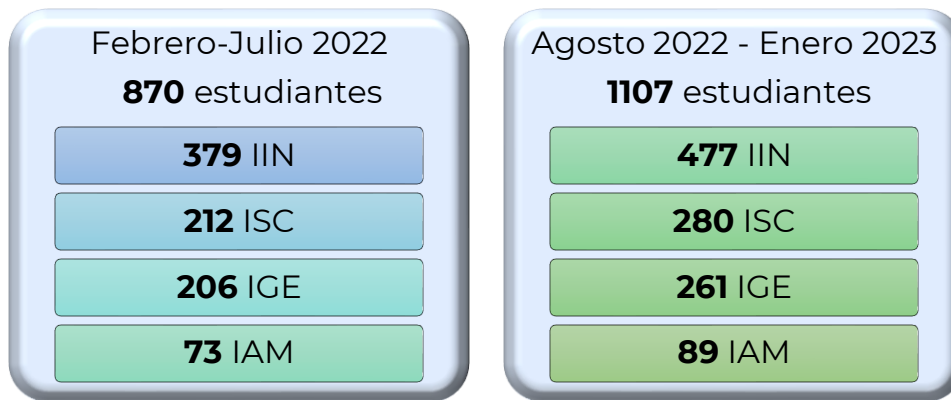 Febrero-Julio 2022
870 estudiantes
379 IIN
212 ISC
206 IGE
73 IAM
Agosto 2022 - Enero 2023
1107 estudiantes
477 IIN
280 ISC
261 IGE
89 IAM